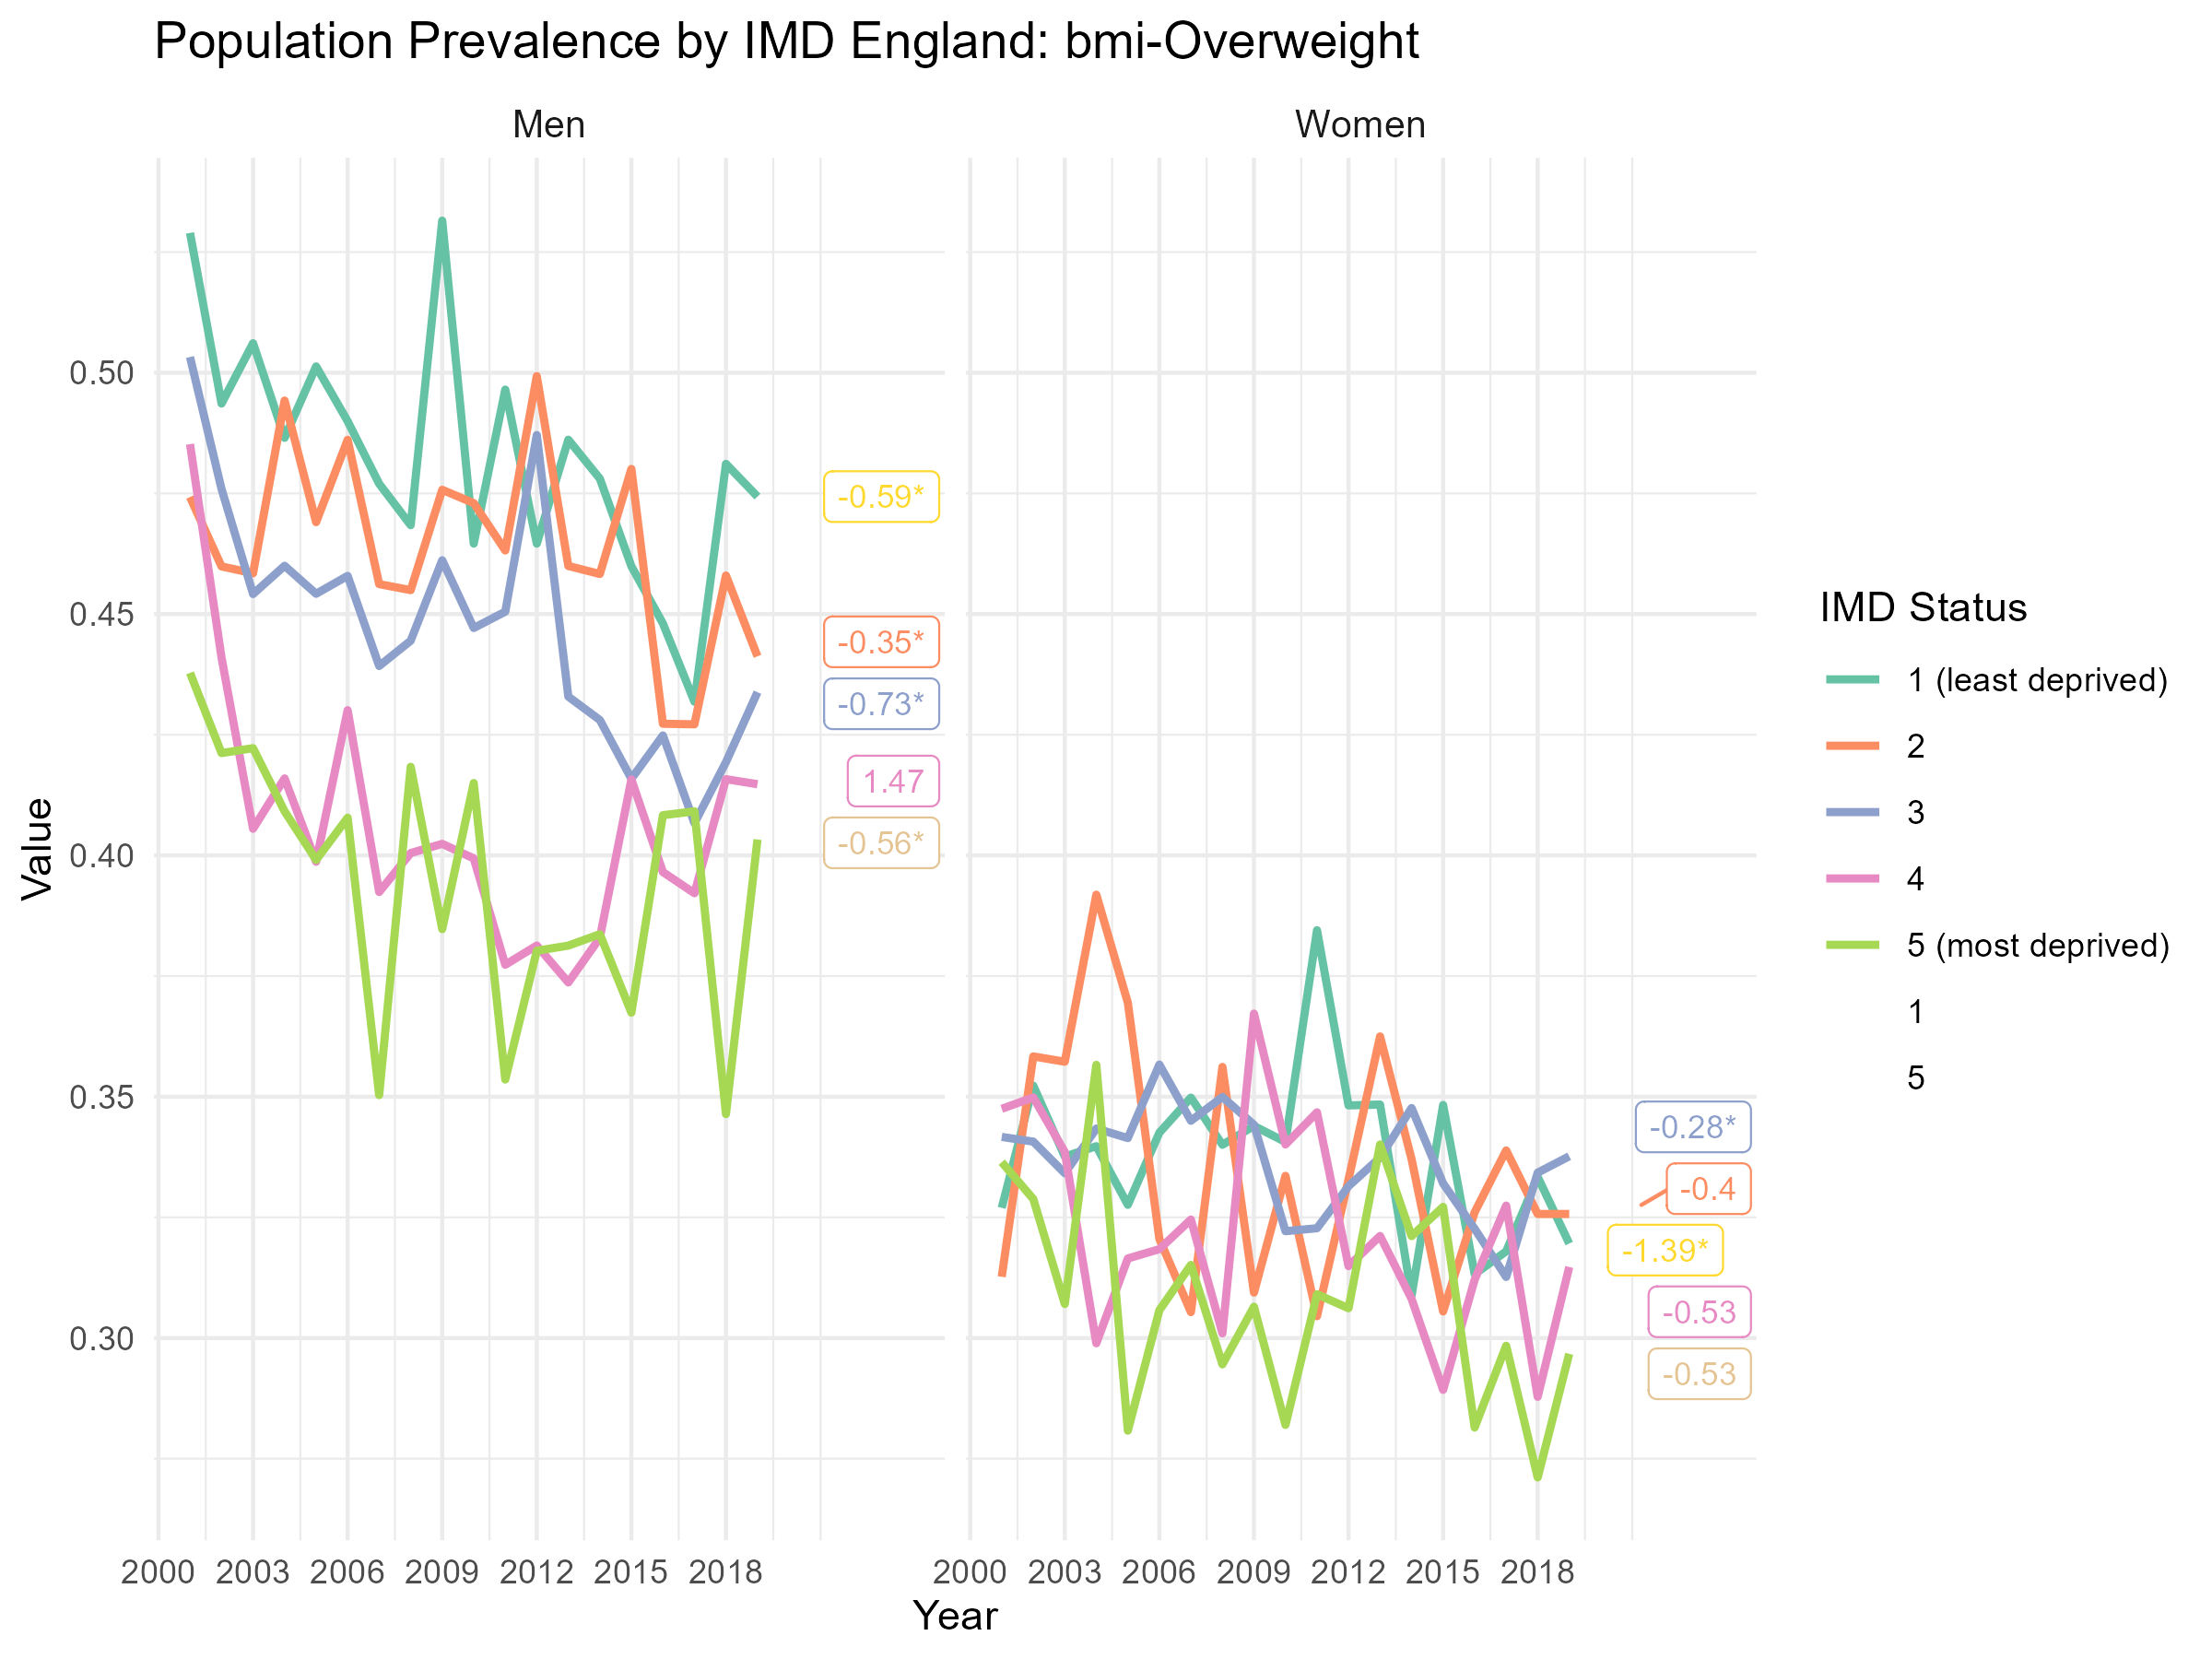 Population Prevalence by IMD England: bmi-Overweight
Men
Women
Value
0.50
0.45
0.40
0.35
0.30
-0.59*
-0.35*
-0.73*
1.47
-0.56*
-0.28*
-0.4
-1.39*
-0.53
-0.53
2000 2003 2006 2009 2012 2015 2018
2000 2003 2006 2009 2012 2015 2018
Year
IMD Status
1 (least deprived)
2
3
4
5 (most deprived)
1
5